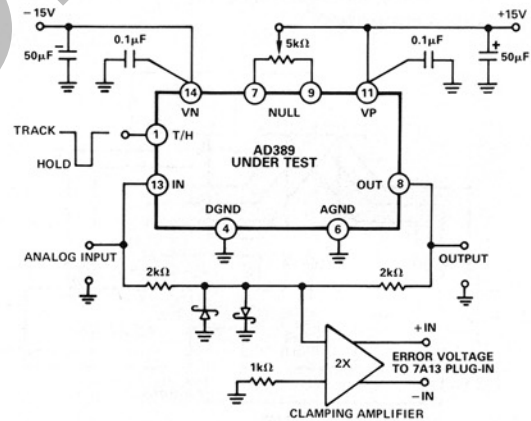 − 15V
+15V
50μF
0.1μF
5kΩ
0.1μF
50μF
14
7
9
11
VN
NULL
VP
TRACK
HOLD
1
T/H
AD389
UNDER TEST
13
IN
OUT
8
DGND
AGND
4
6
ANALOG INPUT
OUTPUT
2kΩ
2kΩ
+IN
2X
ERROR VOLTAGE
TO 7A13 PLUG-IN
1kΩ
−IN
CLAMPING AMPLIFIER